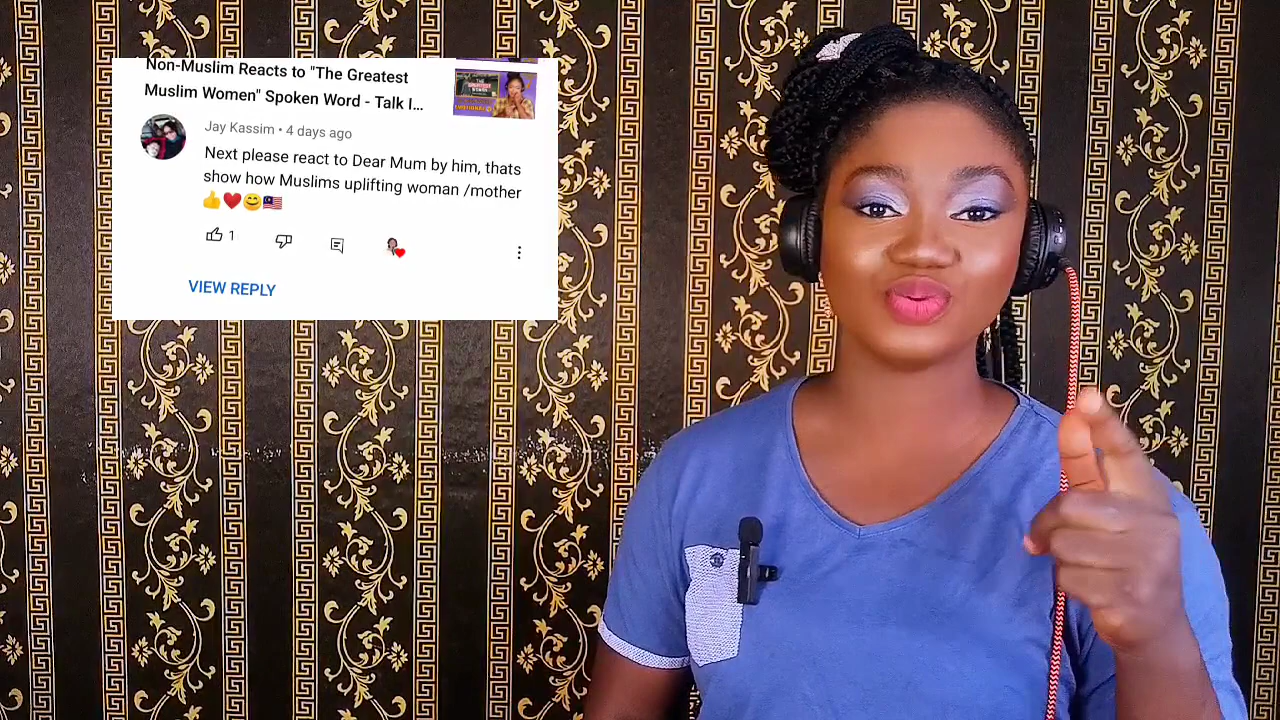 Non-Muslim Reacts to "The Greatest
Muslim Women" Spoken Word - Talk I...
Jay Kassim • 4 days ago
Next please react to Dear Mum by him, thats
show how Muslims uplifting woman /mother
👍❤️😊🇲🇾
1
VIEW REPLY